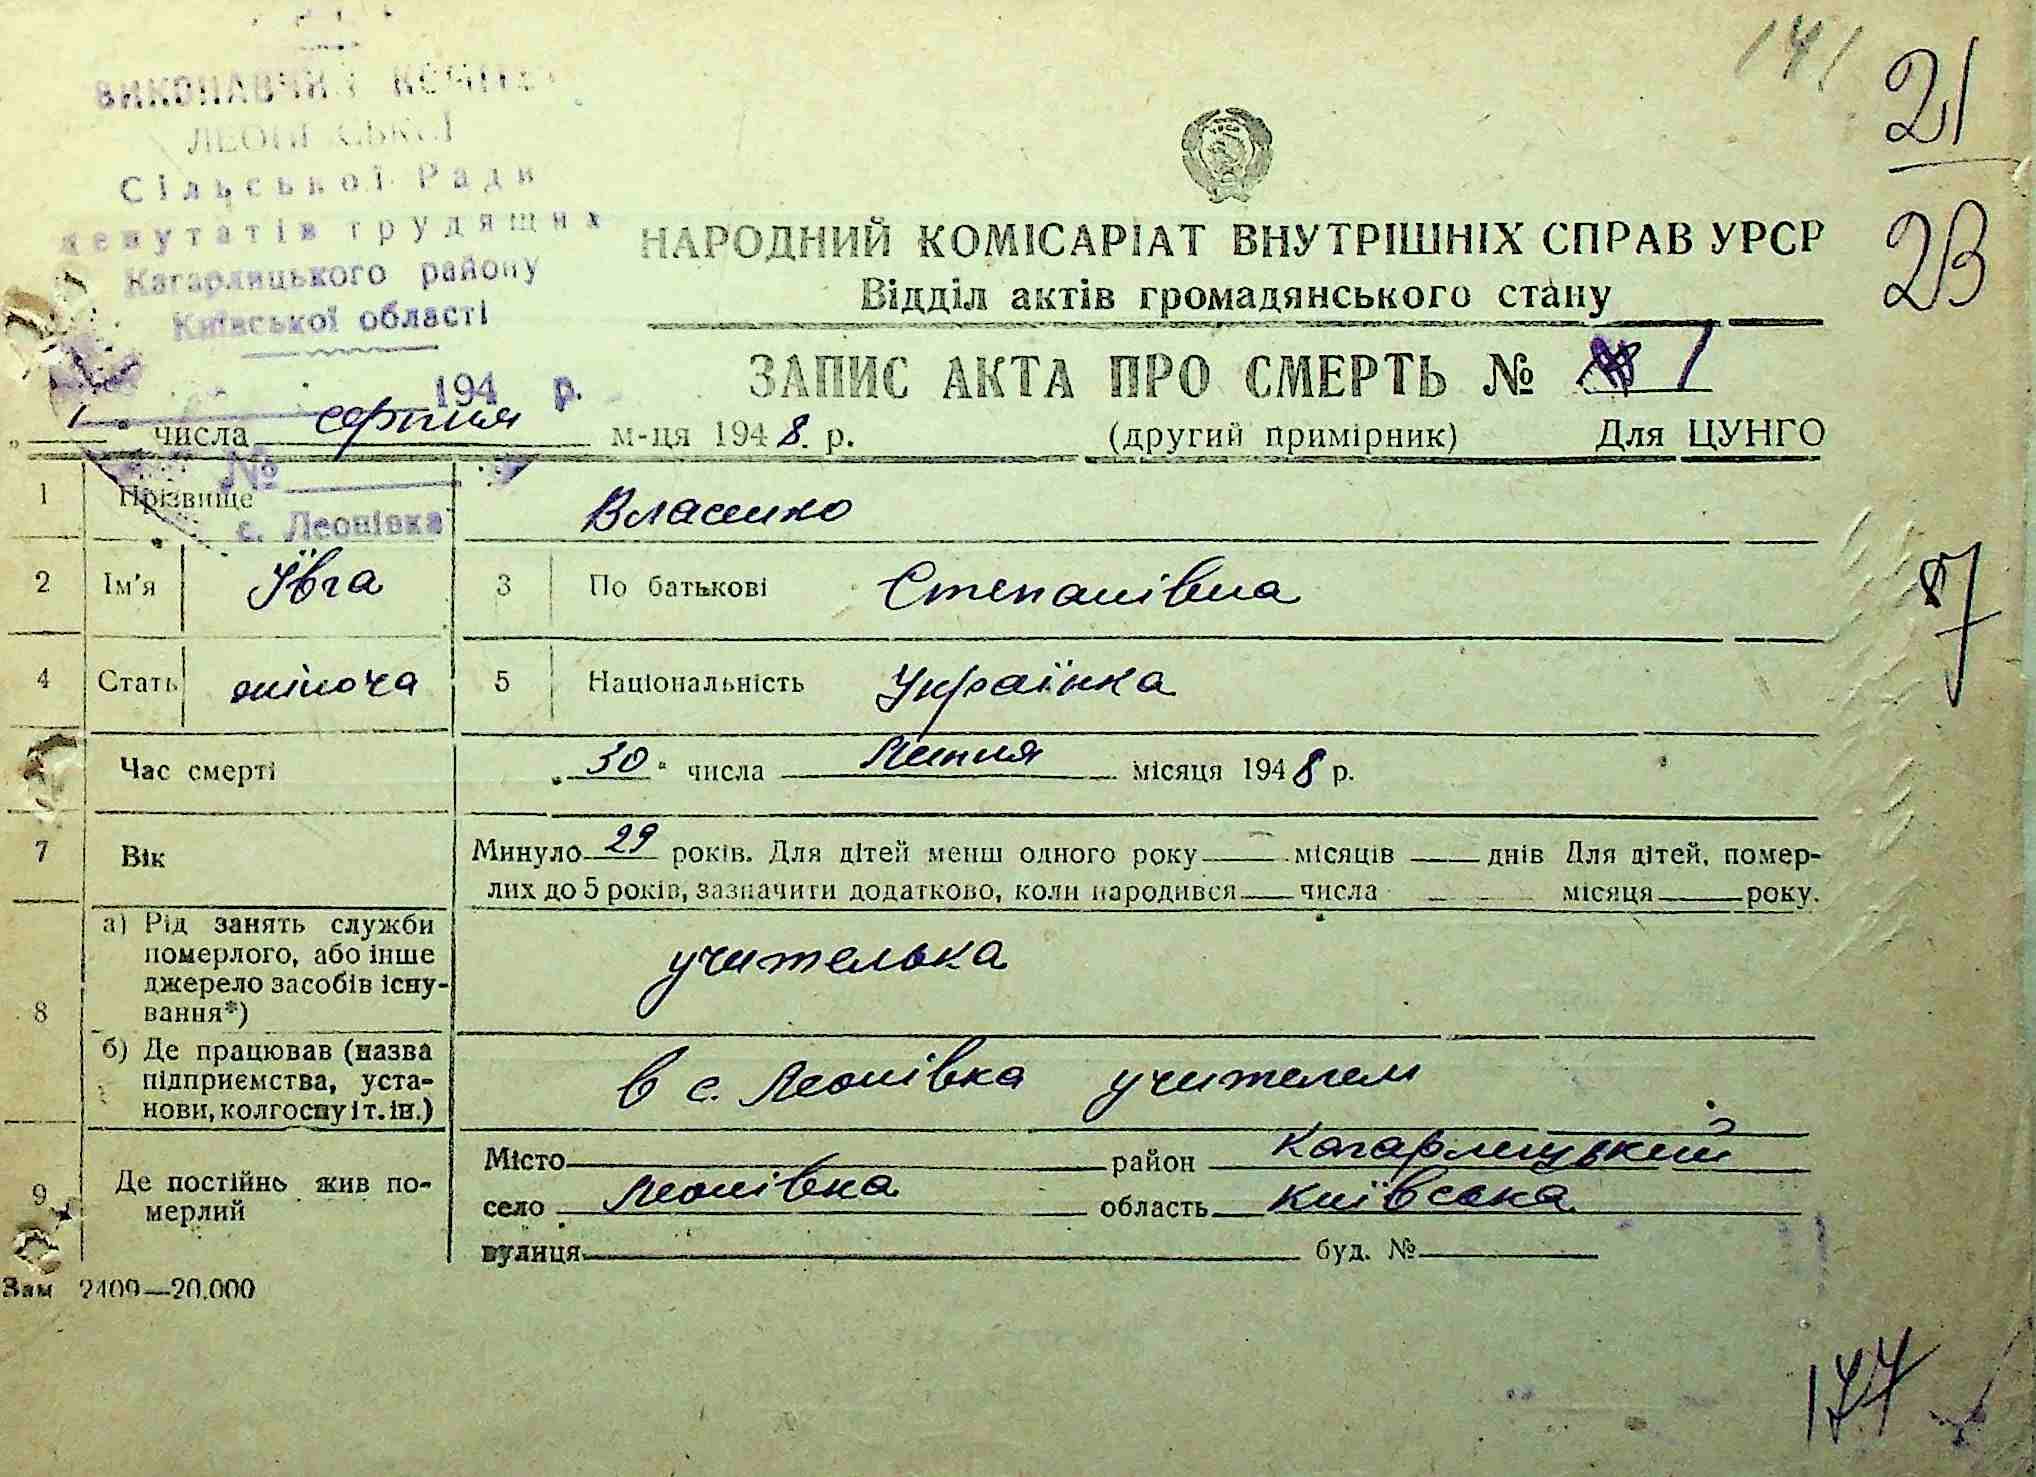 141
21
23
ВИКОНАВЧИЙ КОМІТЕТ
ЛЕОНІВСЬКОЇ
Сільської Ради
депутатів трудящих
Кагарлицького району
Київської області
194 р.
№
с. Леонівка
НАРОДНИЙ КОМІСАРІАТ ВНУТРІШНІХ СПРАВ УРСР
Відділ актів громадянського стану
ЗАПИС АКТА ПРО СМЕРТЬ № 1
„1" числа серпня м-ця 1948 р. (другий примірник) Для ЦУНГО
1 Прізвище Власенко
2 Ім'я Ївга 3 По батькові Степанівна
4 Стать жіноча 5 Національність Українка
Час смерті „30" числа Липня місяця 1948 р.
7 Вік Минуло 29 років. Для дітей менш одного року — місяців — днів Для дітей, помер-
лих до 5 років, зазначити додатково, коли народився — числа — місяця — року.
8 а) Рід занять служби
померлого, або інше
джерело засобів існу-
вання*) учителька
б) Де працював (назва
підприємства, уста-
нови, колгоспу і т. ін.) в с. Леонівка учителем
9 Де постійно жив по-
мерлий
Місто район Кагарлицький
село Леонівка область Київська
вулиця буд. №
Зам 2409—20.000
177